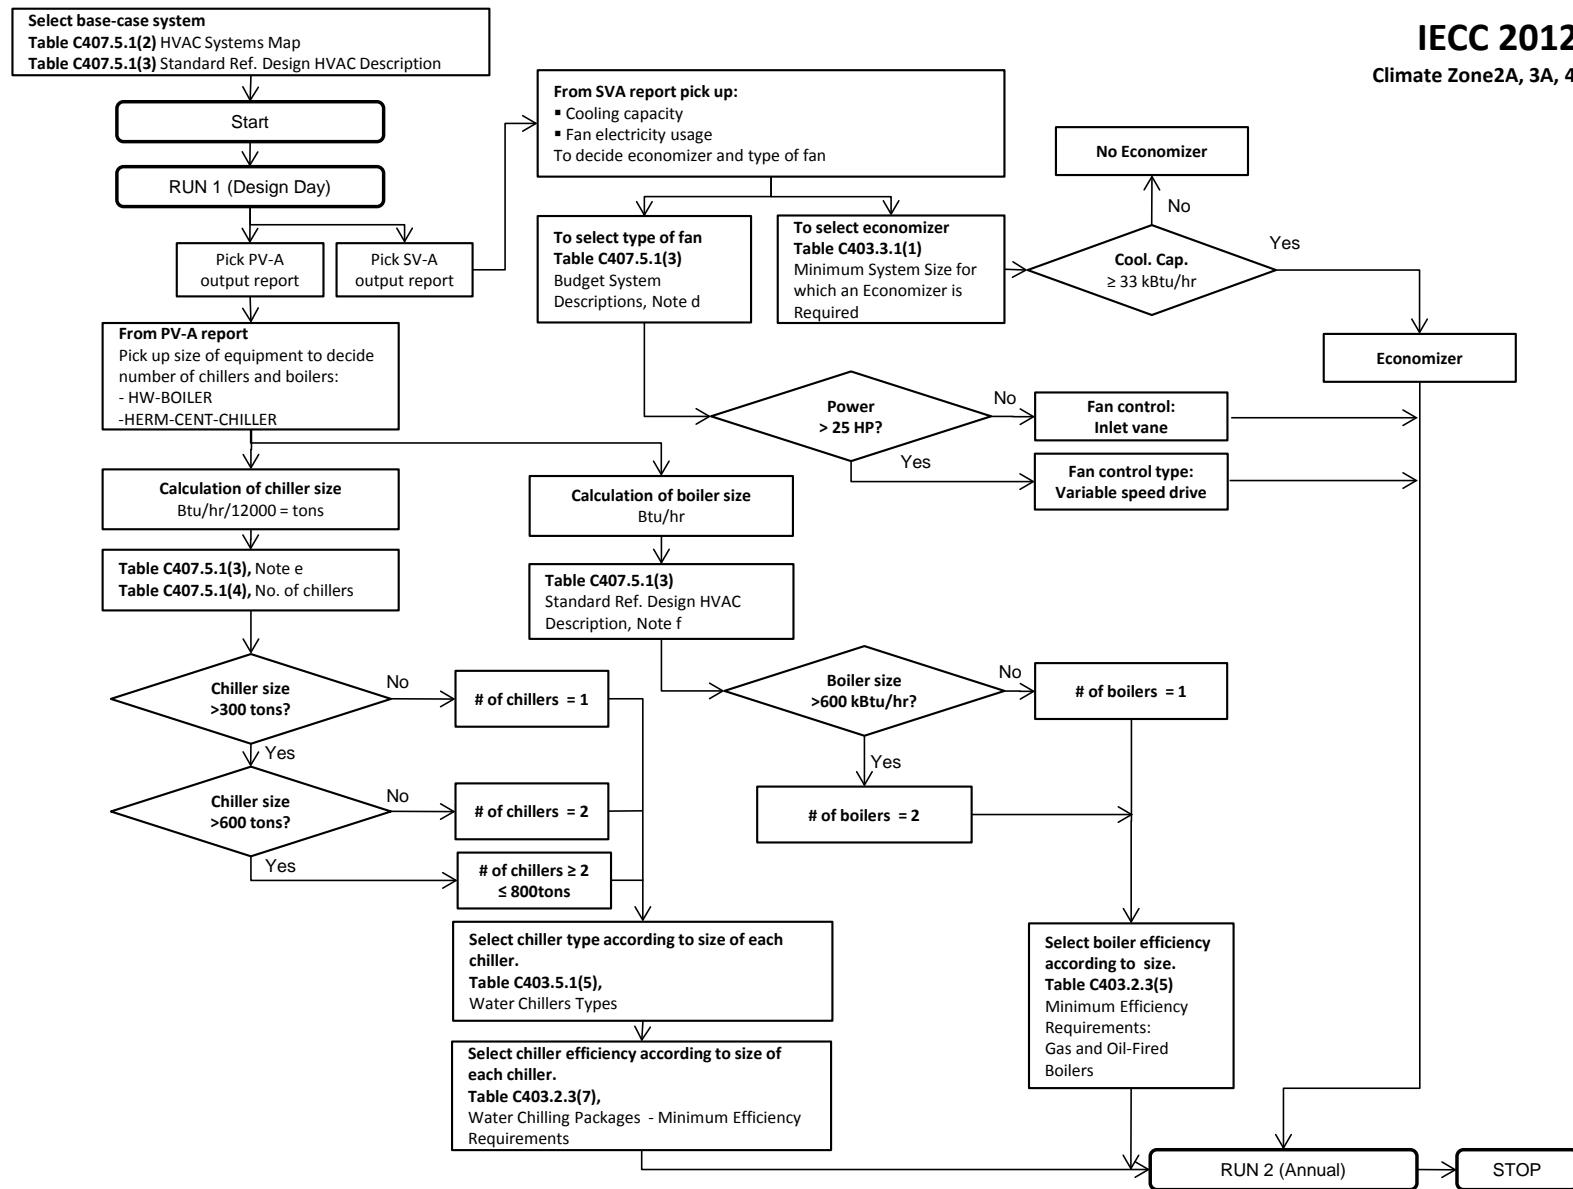 IECC 2012
Climate Zone2A, 3A, 4
Select base-case system
Table C407.5.1(2) HVAC Systems Map
Table C407.5.1(3) Standard Ref. Design HVAC Description
Start
RUN 1 (Design Day)
Pick PV-A
output report
Pick SV-A
output report
From SVA report pick up:
▪ Cooling capacity
▪ Fan electricity usage
To decide economizer and type of fan
To select type of fan
Table C407.5.1(3)
Budget System
Descriptions, Note d
To select economizer
Table C403.3.1(1)
Minimum System Size for
which an Economizer is
Required
No Economizer
No
Cool. Cap.
≥ 33 kBtu/hr
Yes
Economizer
From PV-A report
Pick up size of equipment to decide
number of chillers and boilers:
- HW-BOILER
-HERM-CENT-CHILLER
Power
> 25 HP?
No
Fan control:
Inlet vane
Yes
Fan control type:
Variable speed drive
Calculation of chiller size
Btu/hr/12000 = tons
Calculation of boiler size
Btu/hr
Table C407.5.1(3), Note e
Table C407.5.1(4), No. of chillers
Table C407.5.1(3)
Standard Ref. Design HVAC
Description, Note f
Chiller size
>300 tons?
No
# of chillers = 1
Yes
Chiller size
>600 tons?
No
# of chillers = 2
Yes
# of chillers ≥ 2
≤ 800tons
Boiler size
>600 kBtu/hr?
No
# of boilers = 1
Yes
# of boilers = 2
Select chiller type according to size of each
chiller.
Table C403.5.1(5),
Water Chillers Types
Select chiller efficiency according to size of
each chiller.
Table C403.2.3(7),
Water Chilling Packages - Minimum Efficiency
Requirements
Select boiler efficiency
according to size.
Table C403.2.3(5)
Minimum Efficiency
Requirements:
Gas and Oil-Fired
Boilers
RUN 2 (Annual)
STOP